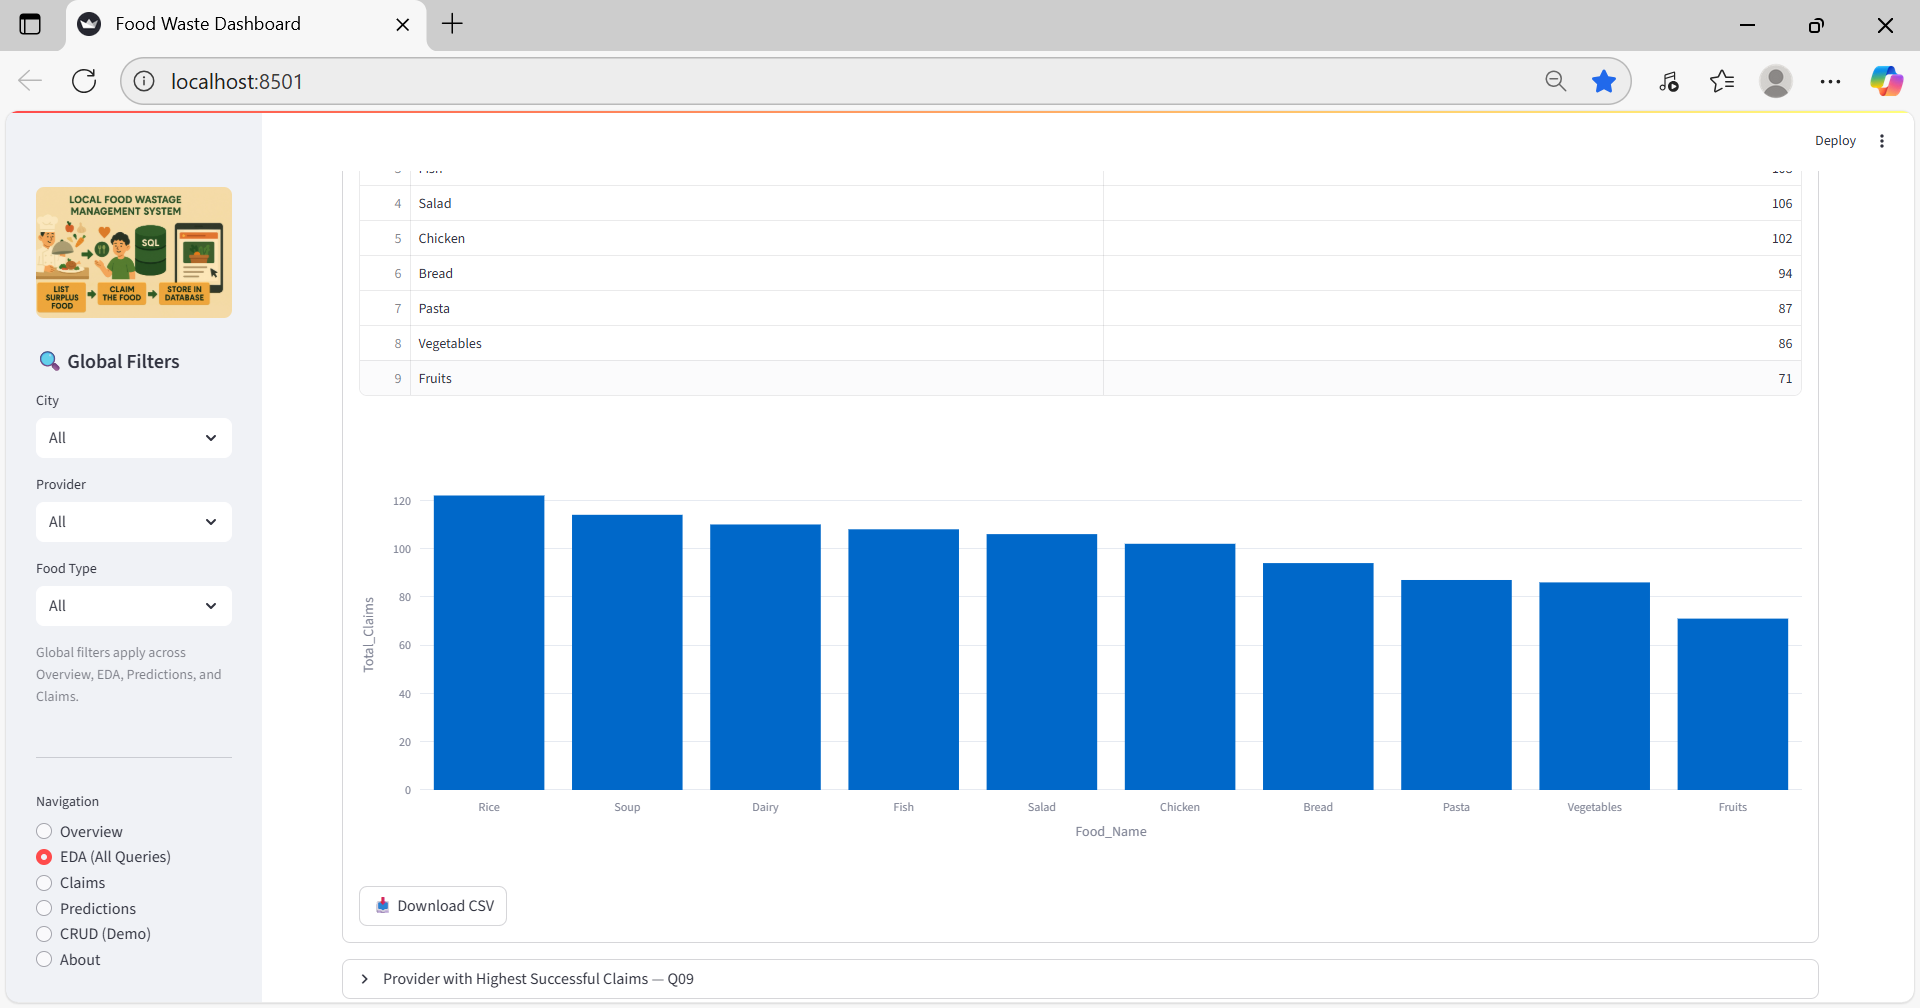 Food Waste Dashboard
localhost:8501
Deploy
LOCAL FOOD WASTAGE
MANAGEMENT SYSTEM
SQL
LIST
SURPLUS
FOOD
CLAIM
THE FOOD
STORE IN
DATABASE
Global Filters
City
All
Provider
All
Food Type
All
Global filters apply across
Overview, EDA, Predictions, and
Claims.
Navigation
Overview
EDA (All Queries)
Claims
Predictions
CRUD (Demo)
About
4 Salad 106
5 Chicken 102
6 Bread 94
7 Pasta 87
8 Vegetables 86
9 Fruits 71
Total_Claims
120
100
80
60
40
20
0
Rice Soup Dairy Fish Salad Chicken Bread Pasta Vegetables Fruits
Food_Name
Download CSV
Provider with Highest Successful Claims — Q09